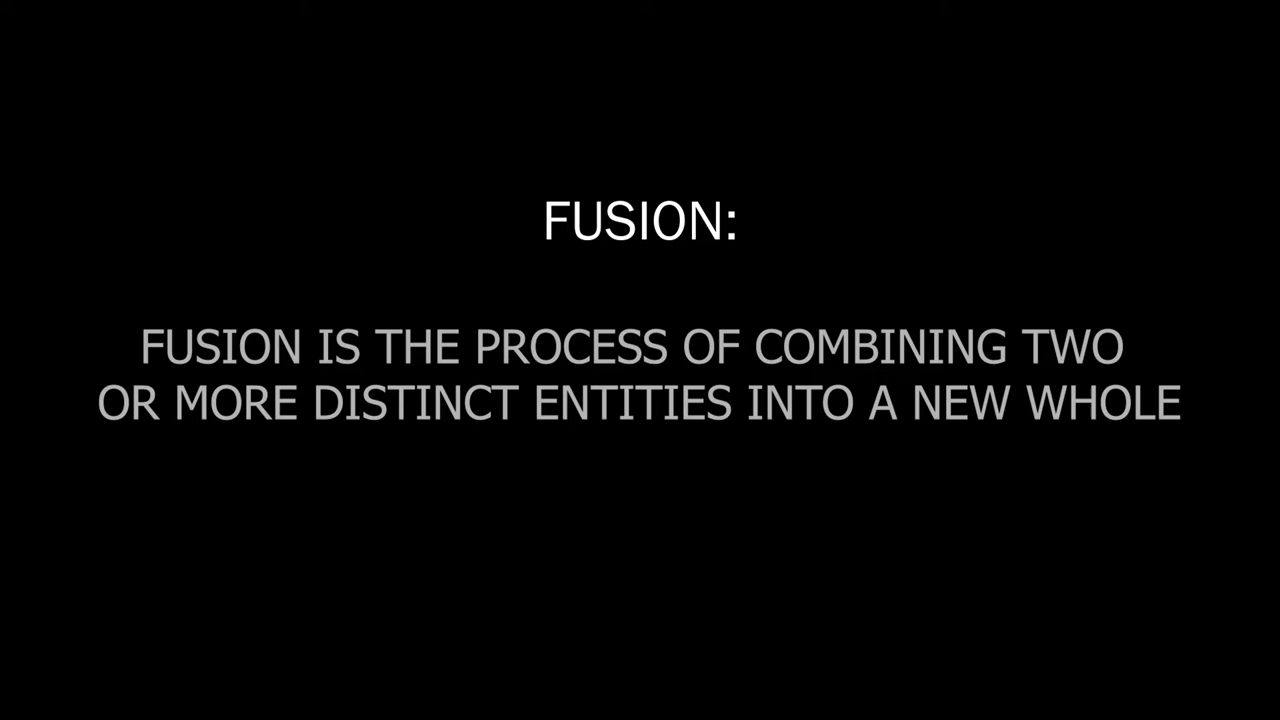 FUSION:
FUSION IS THE PROCESS OF COMBINING TWO
OR MORE DISTINCT ENTITIES INTO A NEW WHOLE